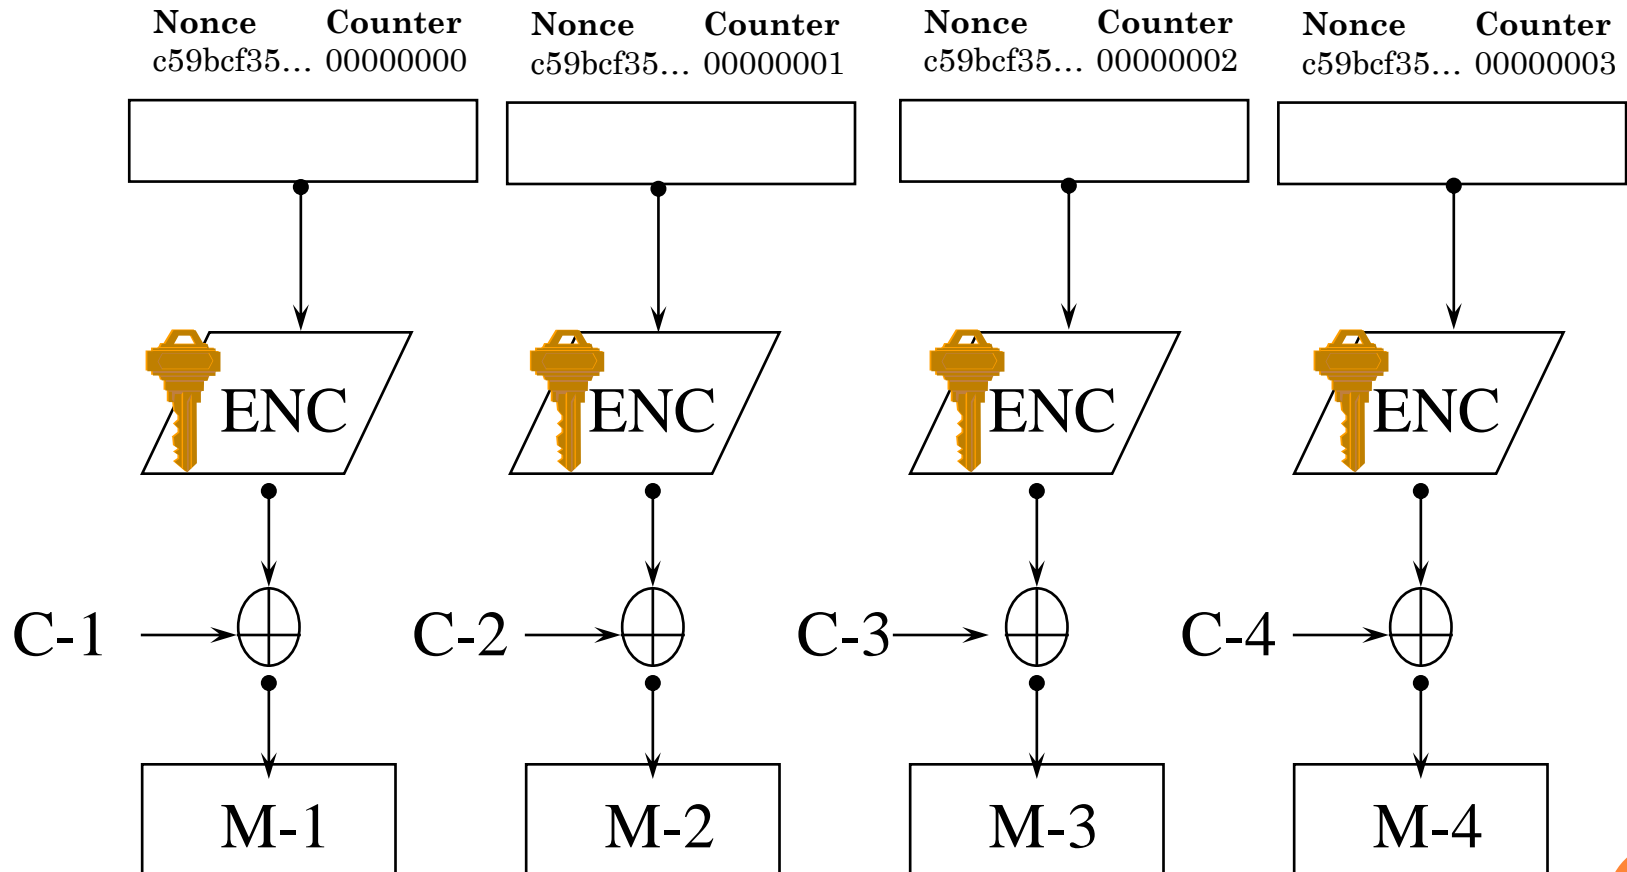 Nonce Counter Nonce Counter Nonce Counter Nonce Counter
c59bcf35... 00000000 c59bcf35... 00000001 c59bcf35... 00000002 c59bcf35... 00000003
ENC ENC ENC ENC
C-1 C-2 C-3 C-4
M-1 M-2 M-3 M-4